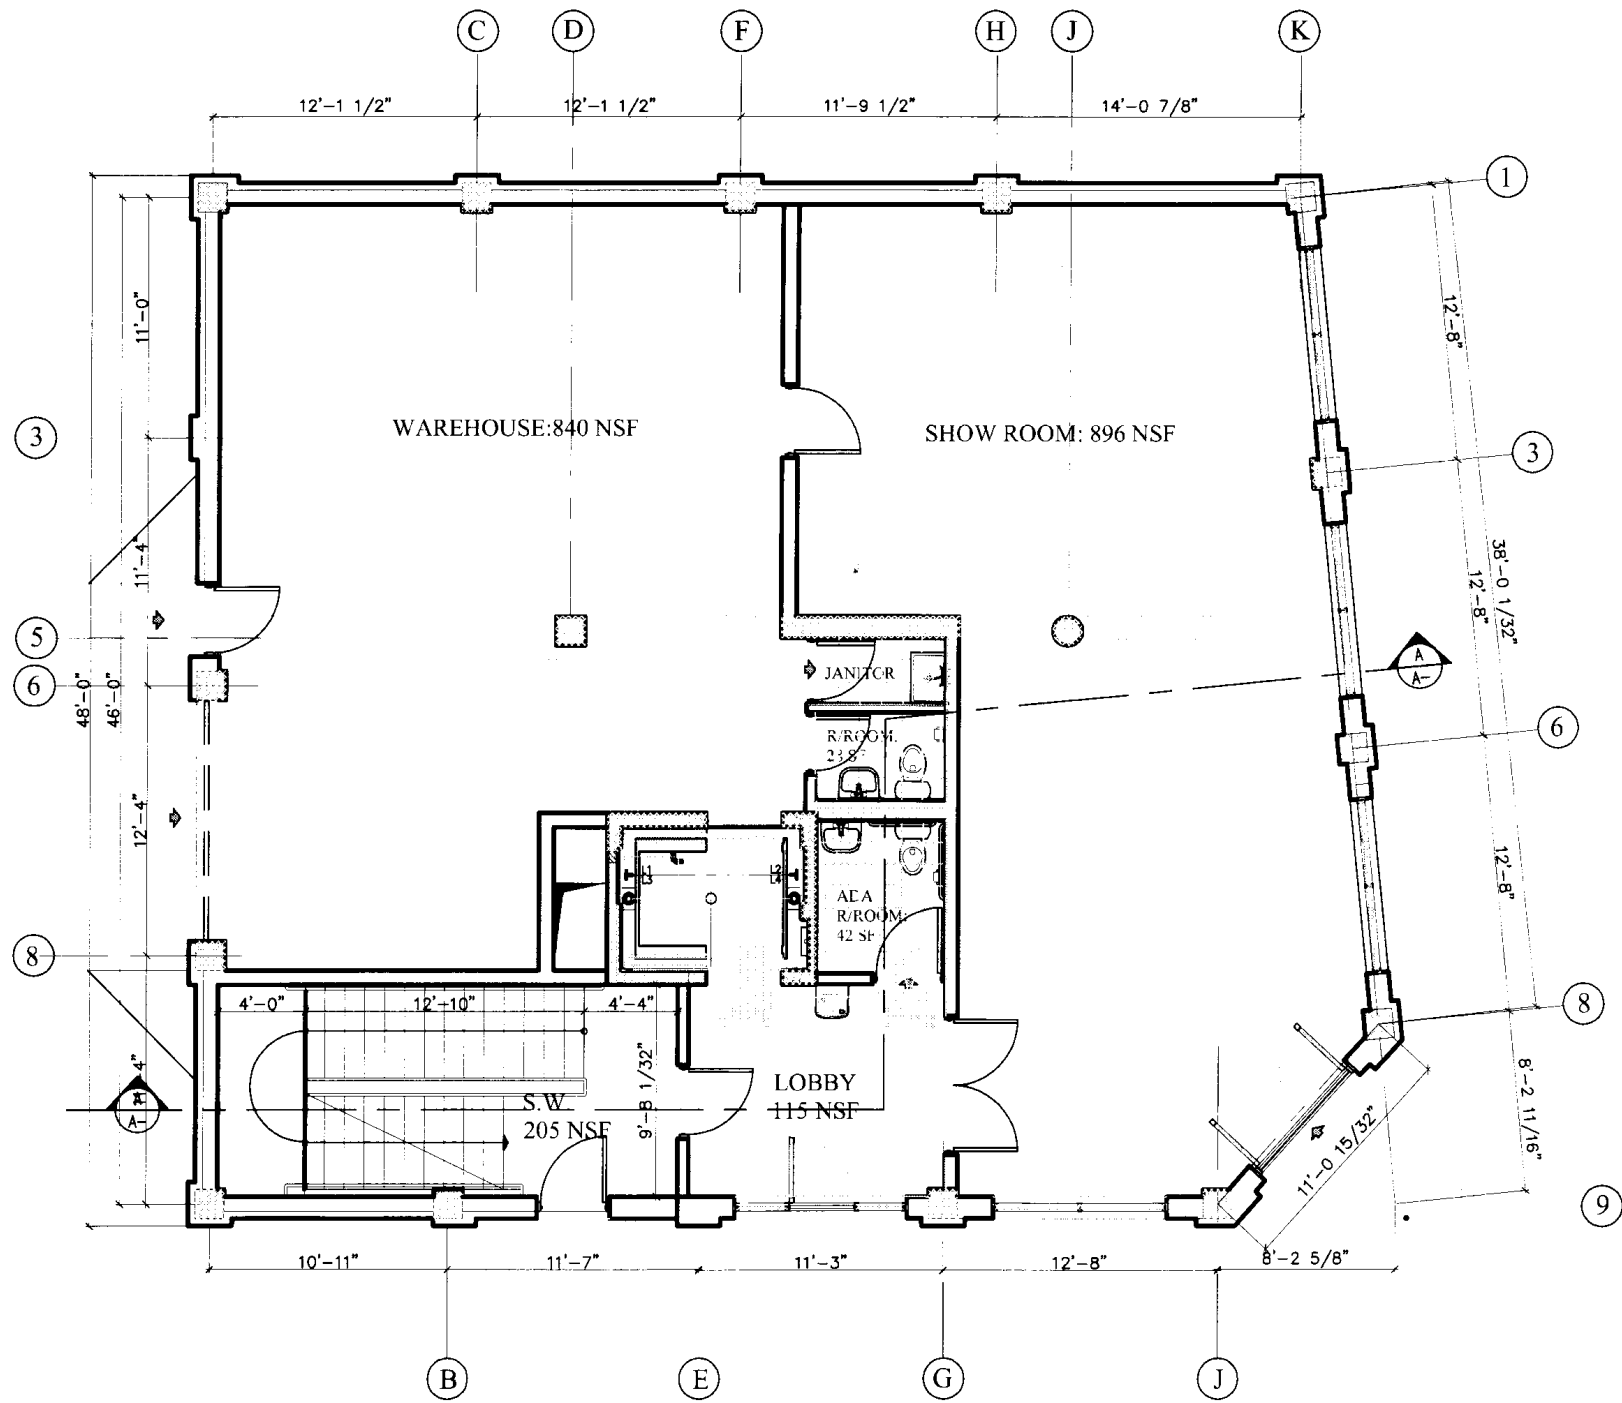 C
D
F
H
J
K
12'-1 1/2"
12'-1 1/2"
11'-9 1/2"
14'-0 7/8"
1
11'-0"
12'-8"
3
WAREHOUSE:840 NSF
SHOW ROOM: 896 NSF
3
11'-4"
38'-0 1/32"
12'-8"
5
6
48'-0"
46'-0"
JANITOR
A
A-
6
R/ROOM:
12'-4"
12'-8"
ADA
R/ROOM:
42 SF
8
4'-0"
12'-10"
4'-4"
8
9'-8 1/32"
8'-2 11/16"
LOBBY
115 NSF
S.W
205 NSF
A-
11'-0 15/32"
9
10'-11"
11'-7"
11'-3"
12'-8"
8'-2 5/8"
B
E
G
J